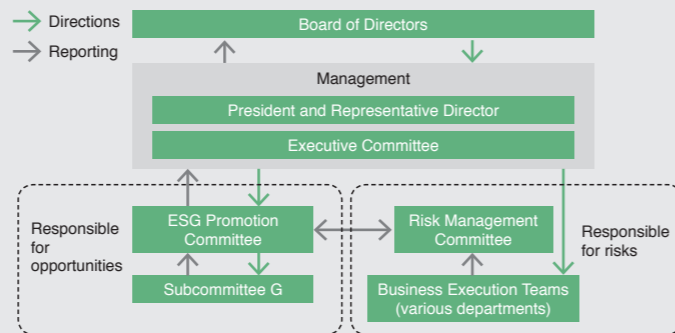 Directions
Reporting
Board of Directors
Management
President and Representative Director
Executive Committee
Responsible
for
opportunities
ESG Promotion
Committee
Subcommittee G
Risk Management
Committee
Business Execution Teams
(various departments)
Responsible
for risks